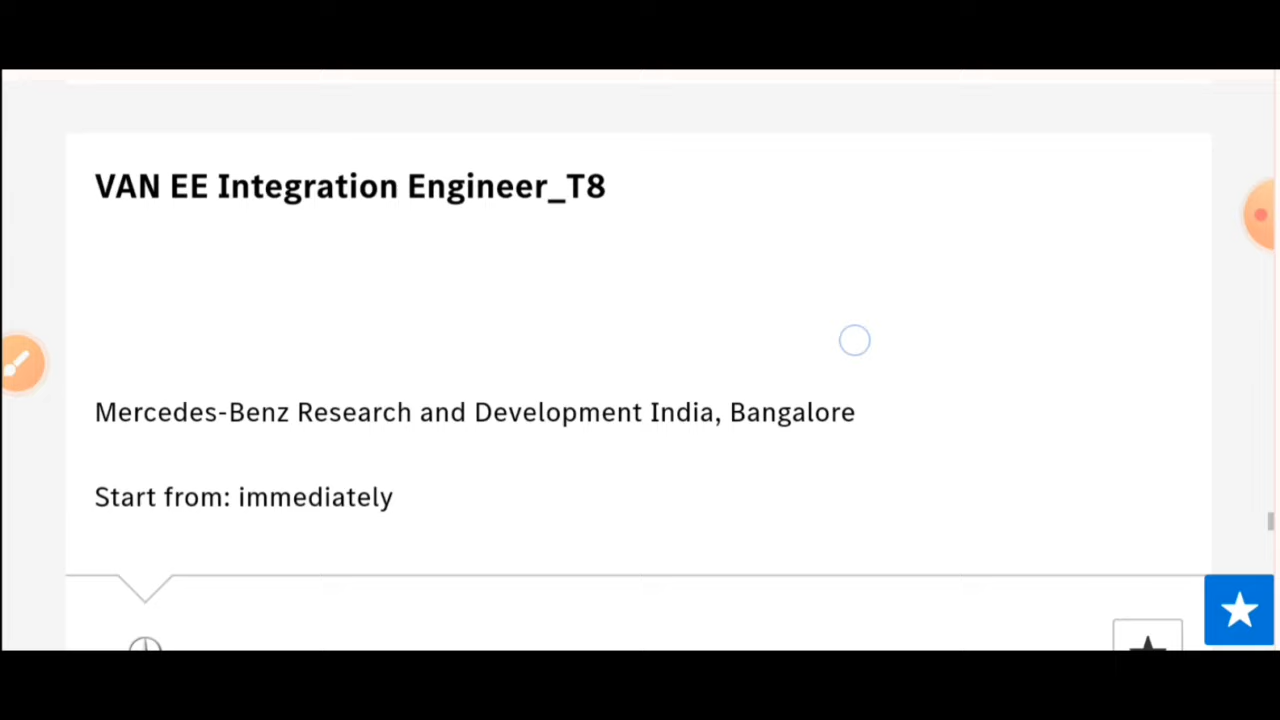 VAN EE Integration Engineer_T8
Mercedes-Benz Research and Development India, Bangalore
Start from: immediately